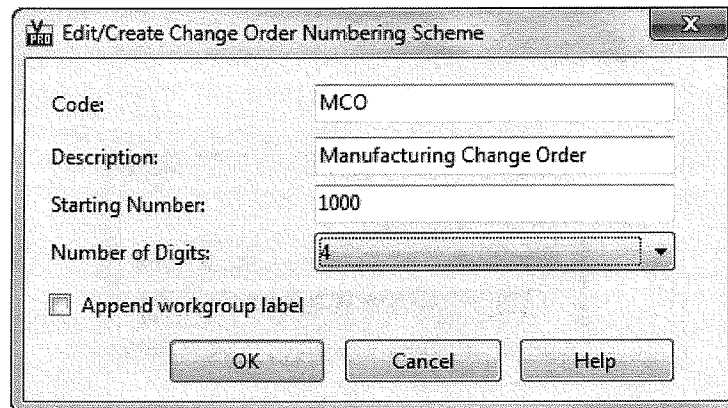 V
PRO Edit/Create Change Order Numbering Scheme X
Code: MCO
Description: Manufacturing Change Order
Starting Number: 1000
Number of Digits: 4
Append workgroup label
OK Cancel Help